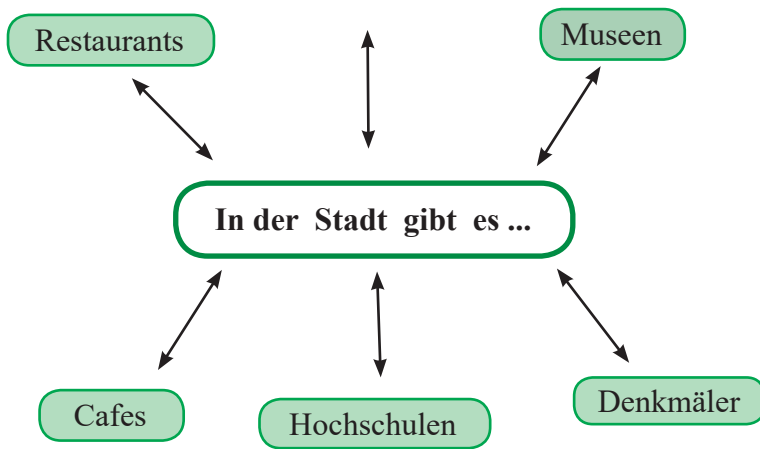 Restaurants
Museen
In der Stadt gibt es ...
Cafes
Hochschulen
Denkmäler